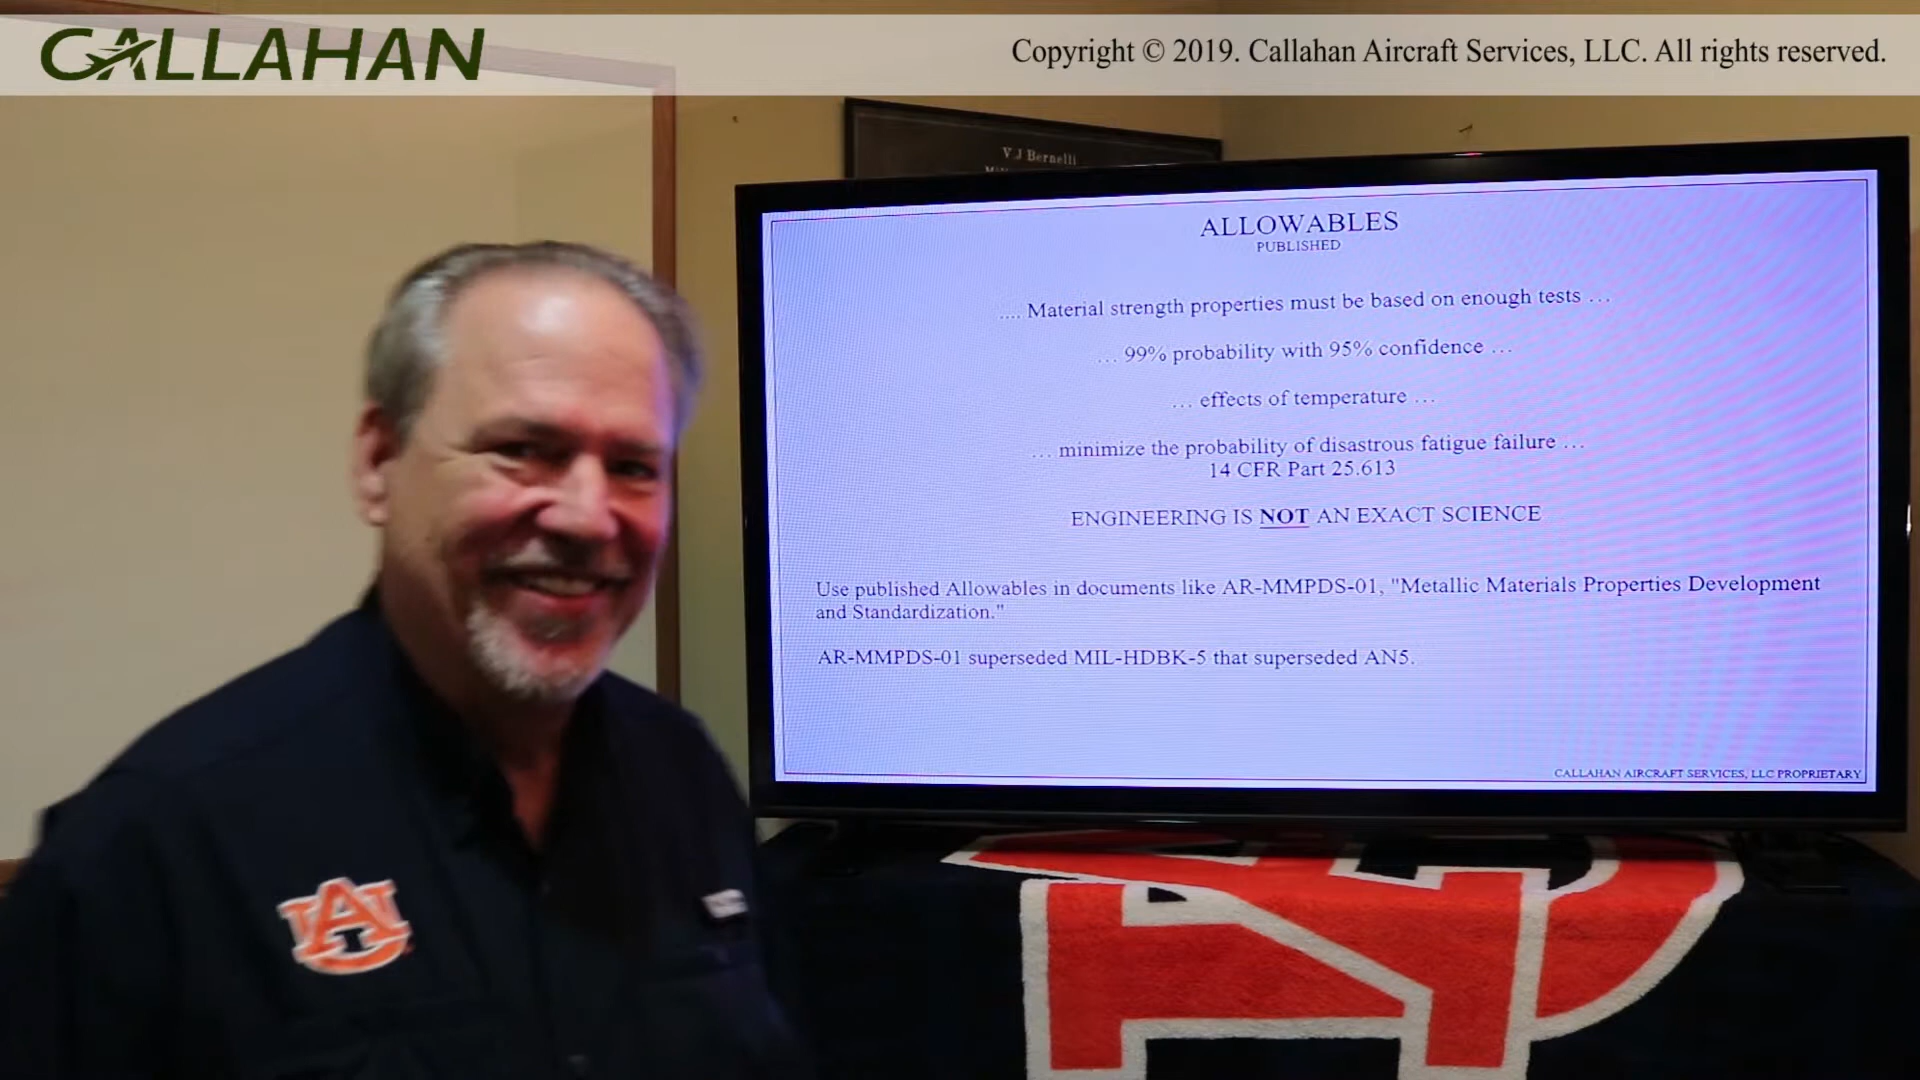 CALLAHAN
Copyright © 2019. Callahan Aircraft Services, LLC. All rights reserved.
V.J Bernelli
ALLOWABLES
PUBLISHED
.... Material strength properties must be based on enough tests ...
... 99% probability with 95% confidence ...
... effects of temperature ...
... minimize the probability of disastrous fatigue failure ...
14 CFR Part 25.613
ENGINEERING IS NOT AN EXACT SCIENCE
Use published Allowables in documents like AR-MMPDS-01, "Metallic Materials Properties Development
and Standardization."
AR-MMPDS-01 superseded MIL-HDBK-5 that superseded AN5.
CALLAHAN AIRCRAFT SERVICES, LLC PROPRIETARY
AU